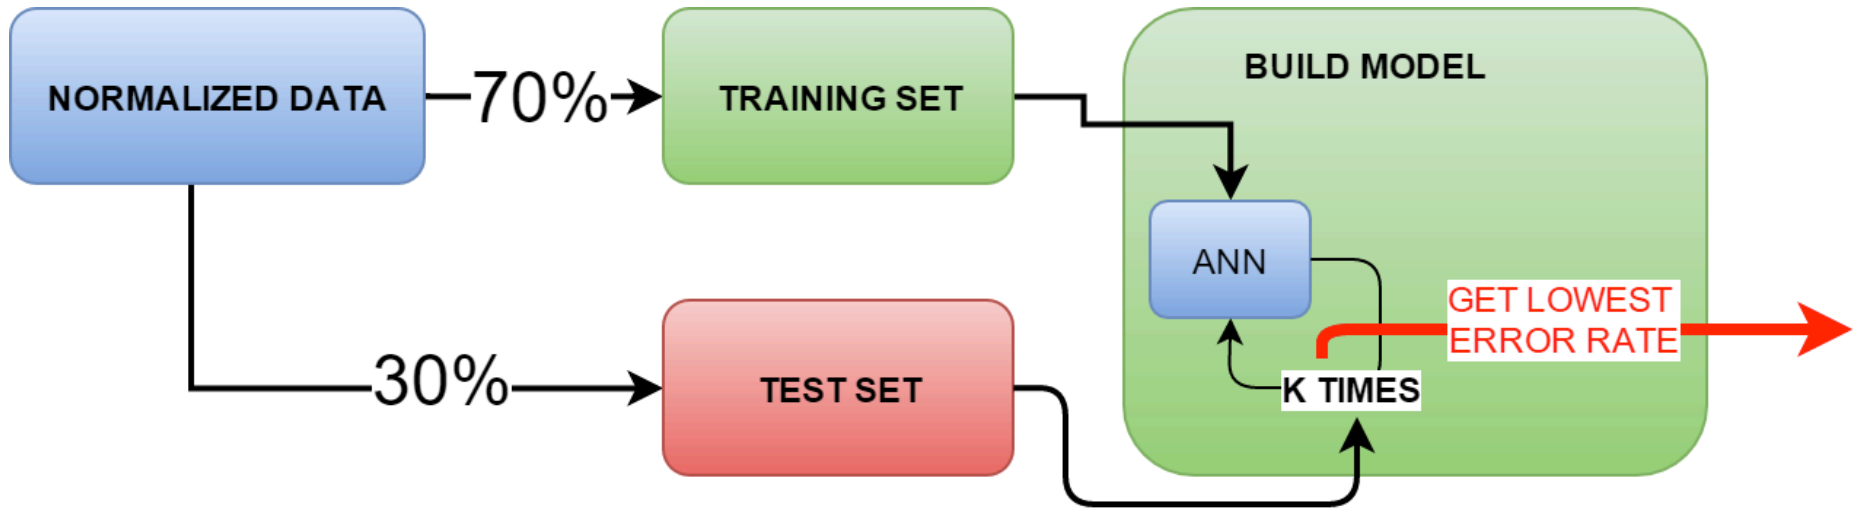 NORMALIZED DATA
70%
TRAINING SET
BUILD MODEL
ANN
GET LOWEST
ERROR RATE
30%
TEST SET
K TIMES